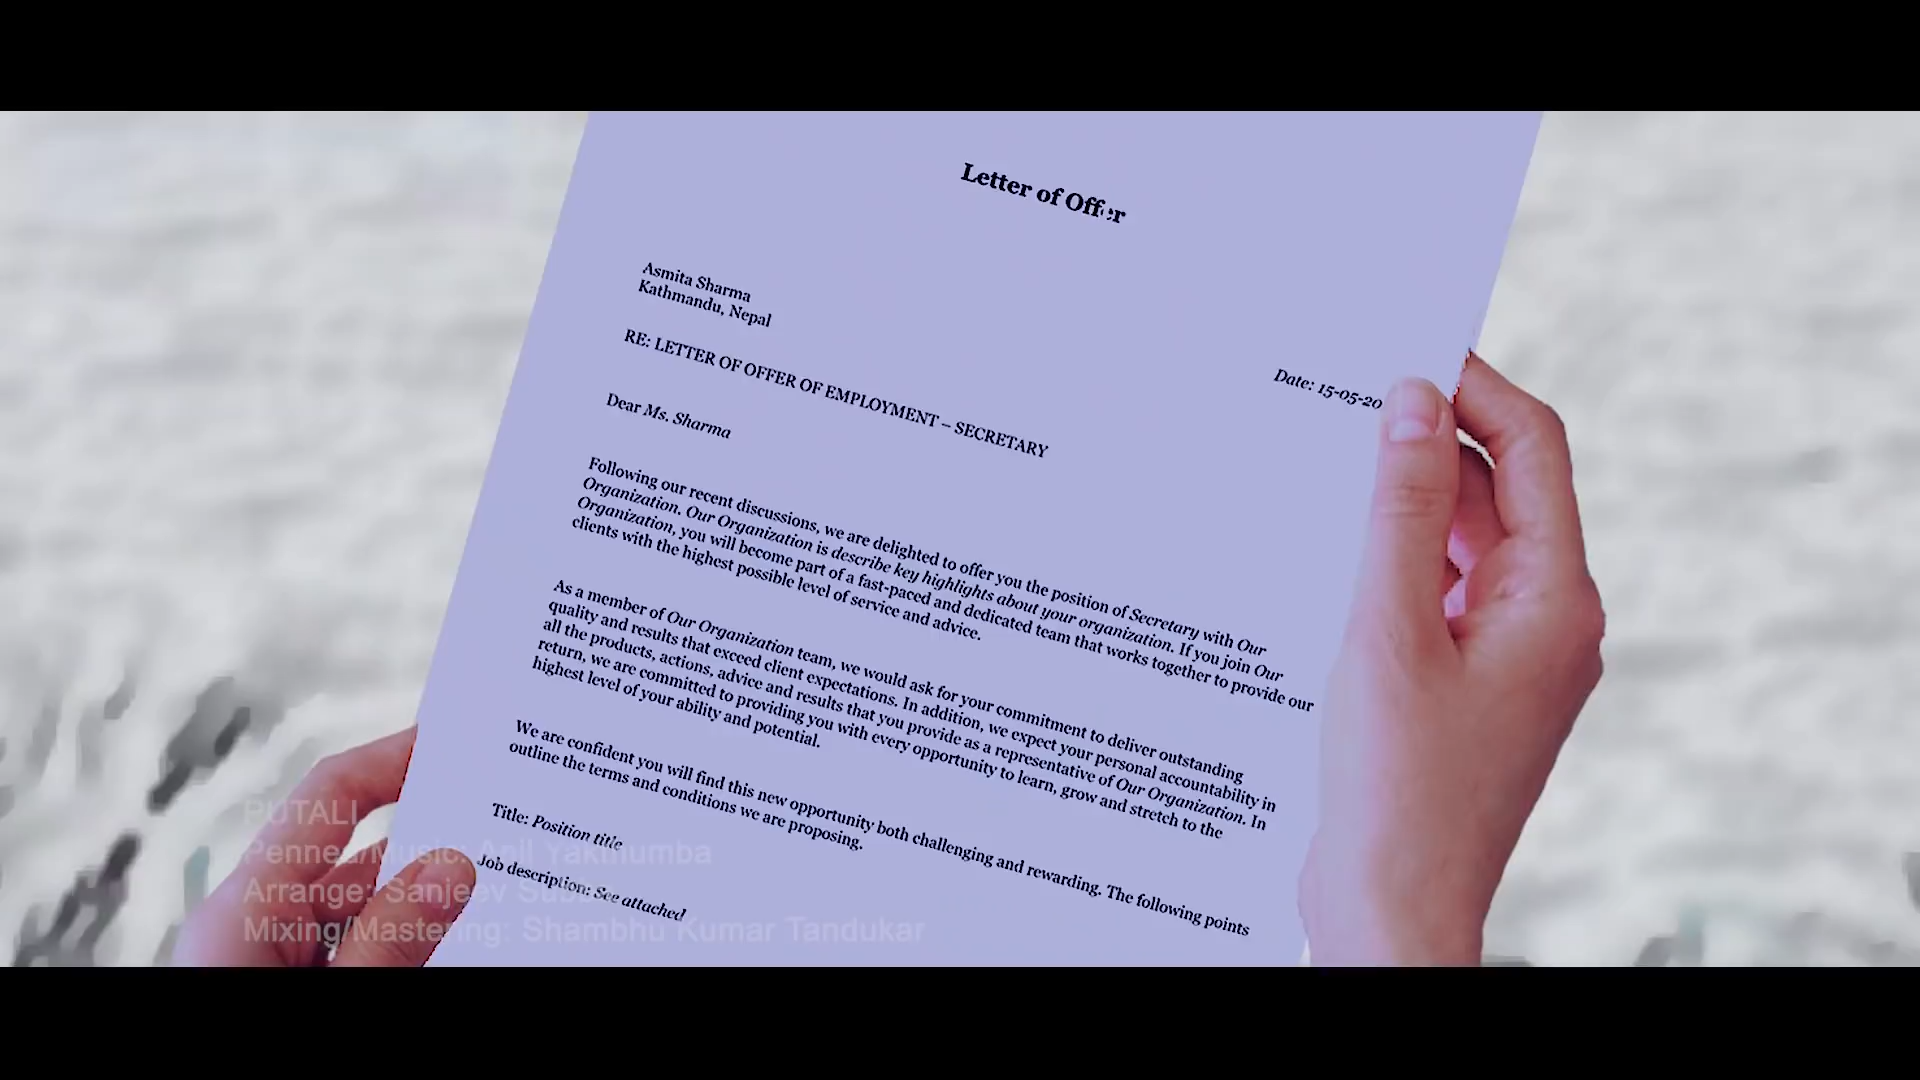 Letter of Offer
Asmita Sharma
Kathmandu, Nepal
Date: 15-05-20
RE: LETTER OF OFFER OF EMPLOYMENT – SECRETARY
Dear Ms. Sharma
Following our recent discussions, we are delighted to offer you the position of Secretary with Our
Organization. Our Organization is describe key highlights about your organization. If you join Our
Organization, you will become part of a fast-paced and dedicated team that works together to provide our
clients with the highest possible level of service and advice.
As a member of Our Organization team, we would ask for your commitment to deliver outstanding
quality and results that exceed client expectations. In addition, we expect your personal accountability in
all the products, actions, advice and results that you provide as a representative of Our Organization. In
return, we are committed to providing you with every opportunity to learn, grow and stretch to the
highest level of your ability and potential.
We are confident you will find this new opportunity both challenging and rewarding. The following points
outline the terms and conditions we are proposing.
Title: Position title
Job description: See attached
PUTALI
Penned/Music: Anil Yakthumba
Arrange: Sanjeev
Mixing/Mastering: Shambhu Kumar Tandukar